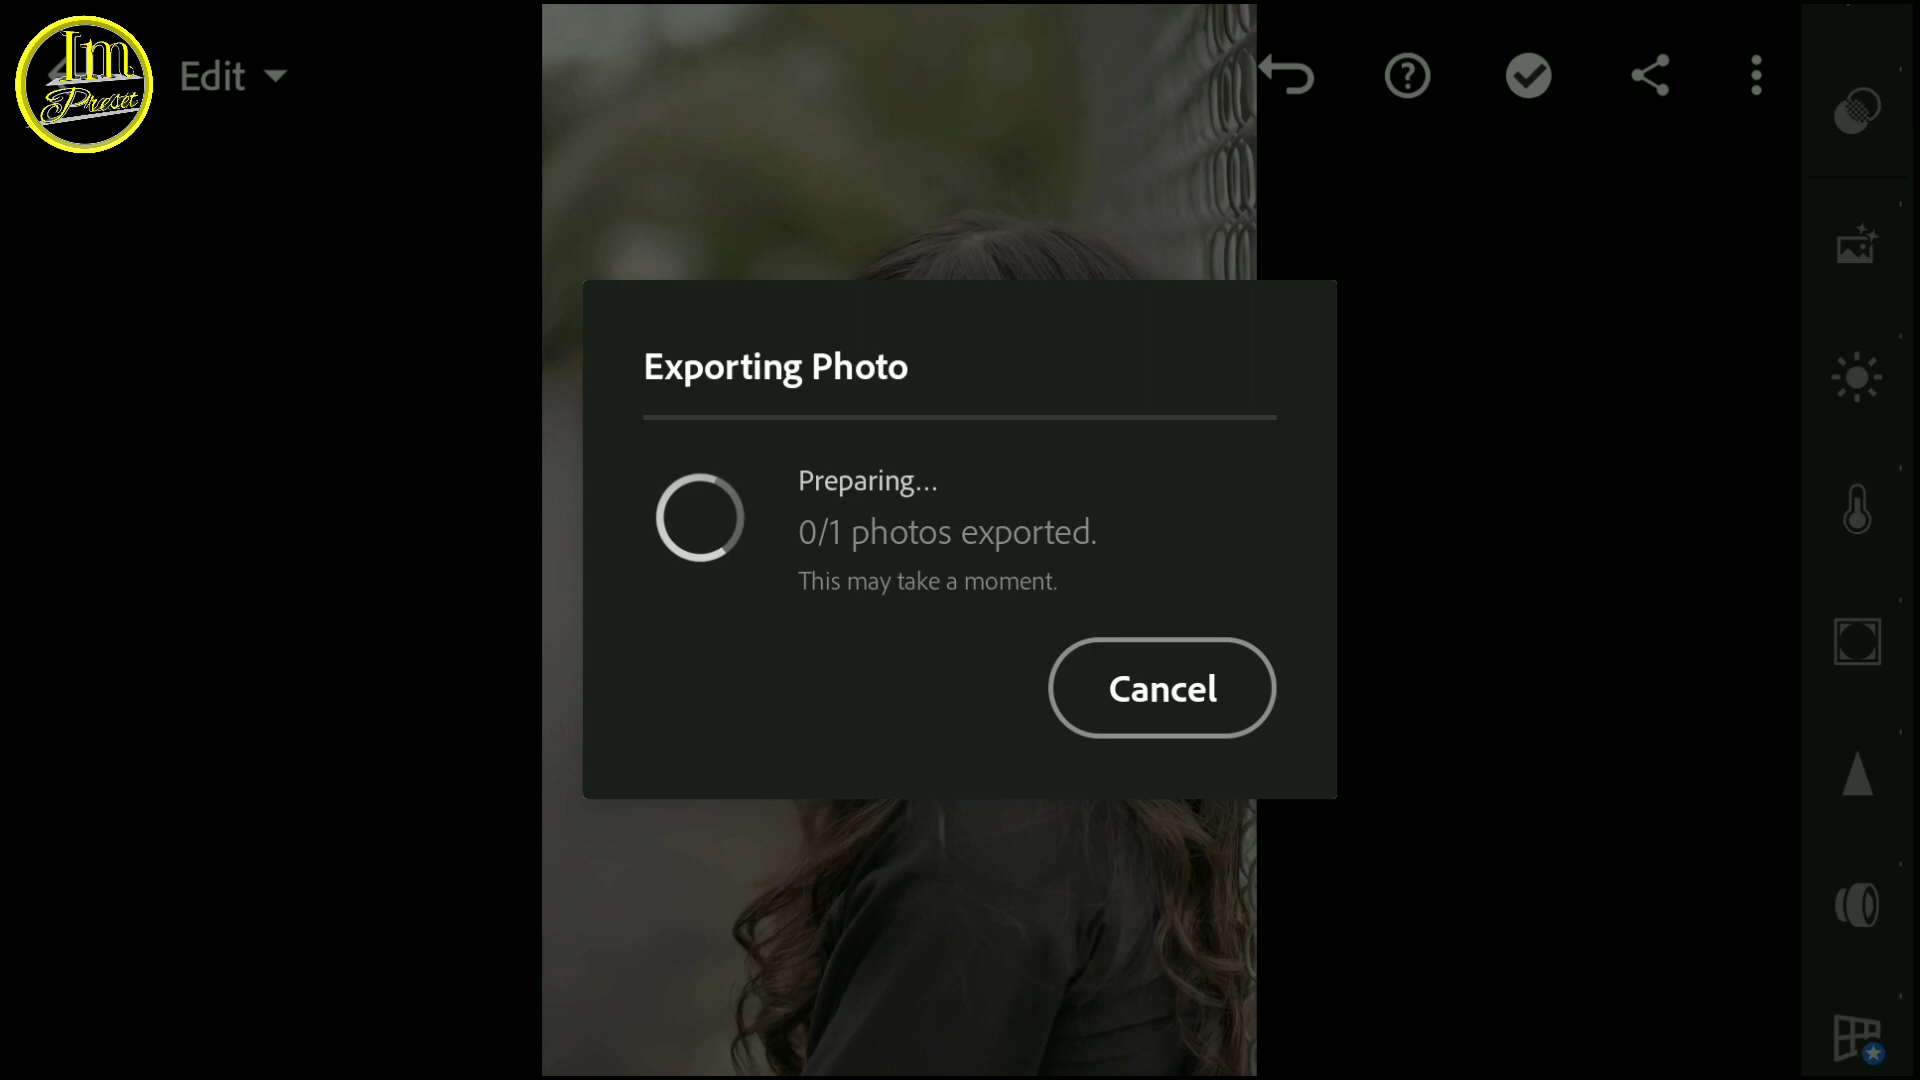 Im
Preset
Edit
Exporting Photo
Preparing...
0/1 photos exported.
This may take a moment.
Cancel